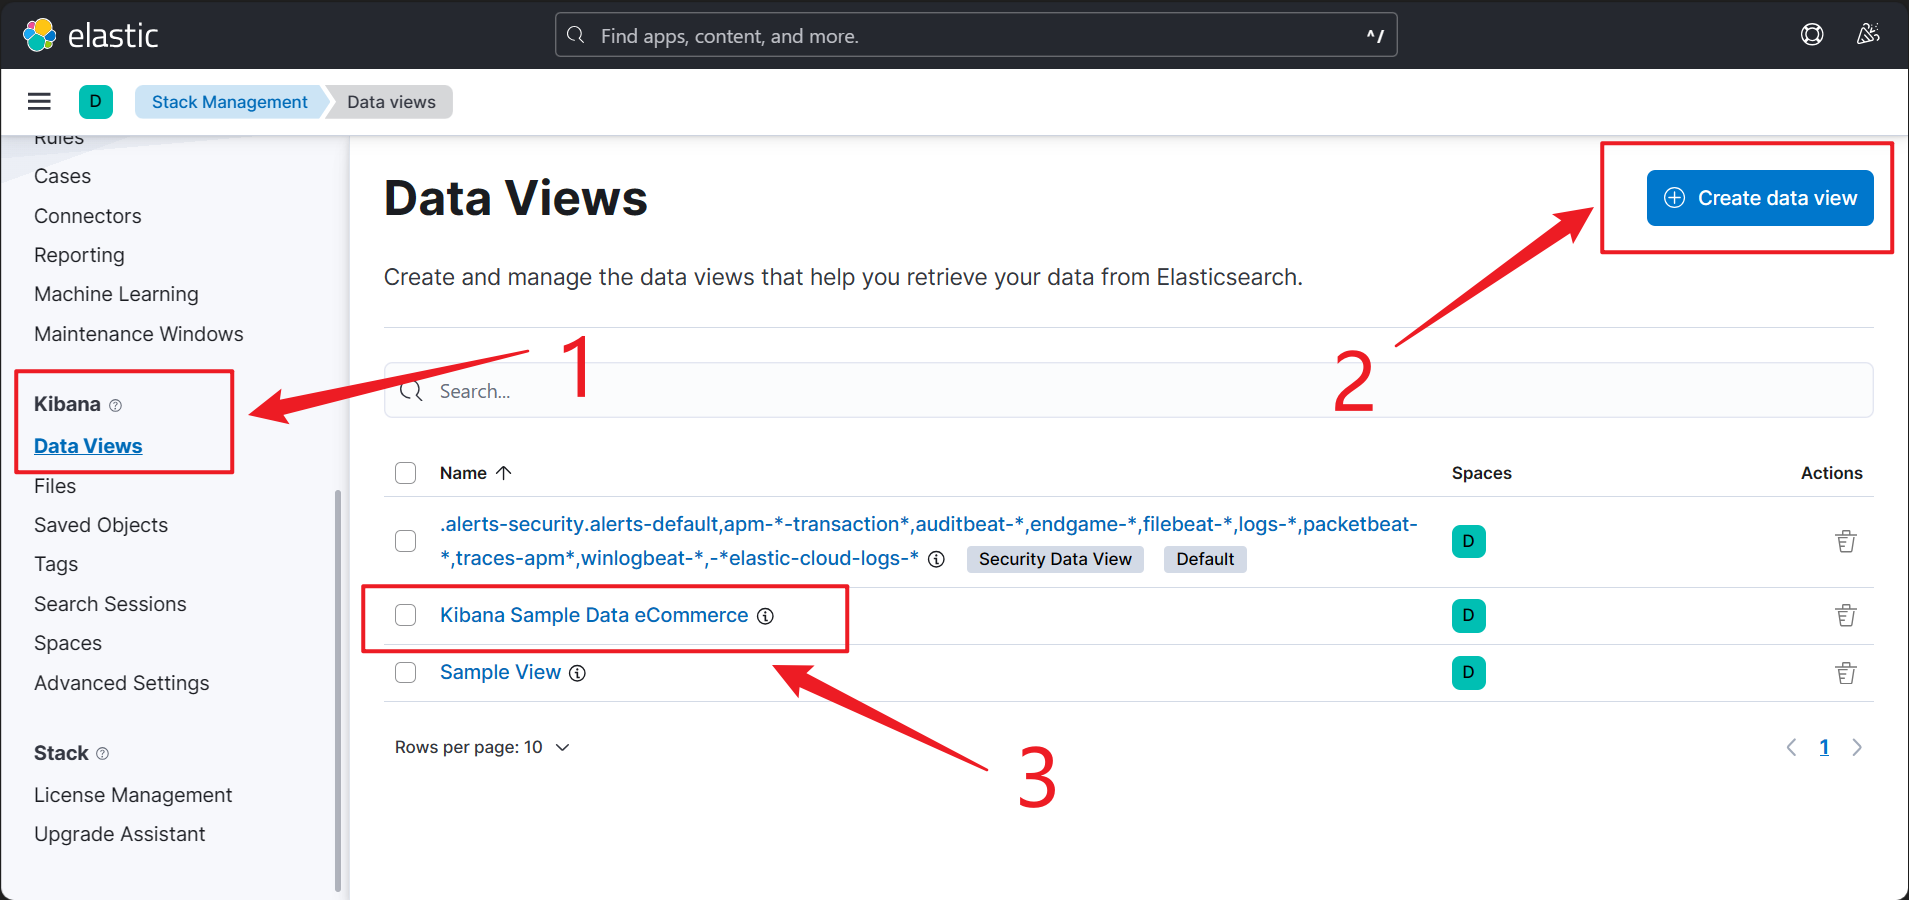 elastic
Find apps, content, and more.
^/
D
Stack Management
Data views
Rules
Cases
Connectors
Reporting
Machine Learning
Maintenance Windows
Kibana
Data Views
Files
Saved Objects
Tags
Search Sessions
Spaces
Advanced Settings
Stack
License Management
Upgrade Assistant
Data Views
Create data view
Create and manage the data views that help you retrieve your data from Elasticsearch.
1
2
Search...
Name
Spaces
Actions
.alerts-security.alerts-default,apm-*-transaction*,auditbeat-*,endgame-*,filebeat-*,logs-*,packetbeat-
*,traces-apm*,winlogbeat-*,-*elastic-cloud-logs-*
Security Data View
Default
D
Kibana Sample Data eCommerce
D
Sample View
D
3
Rows per page: 10
1